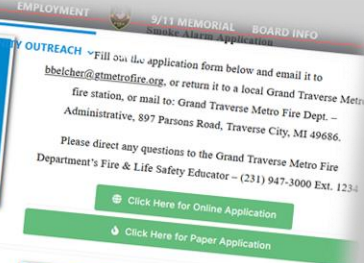 EMPLOYMENT
9/11 MEMORIAL
BOARD INFO
Smoke Alarm Application
OUTREACH
Fill out the application form below and email it to
bbelcher@gtmetrofire.org, or return it to a local Grand Traverse Metro
fire station, or mail to: Grand Traverse Metro Fire Dept. –
Administrative, 897 Parsons Road, Traverse City, MI 49686.
Please direct any questions to the Grand Traverse Metro Fire
Department's Fire & Life Safety Educator – (231) 947-3000 Ext. 1234
Click Here for Online Application
Click Here for Paper Application